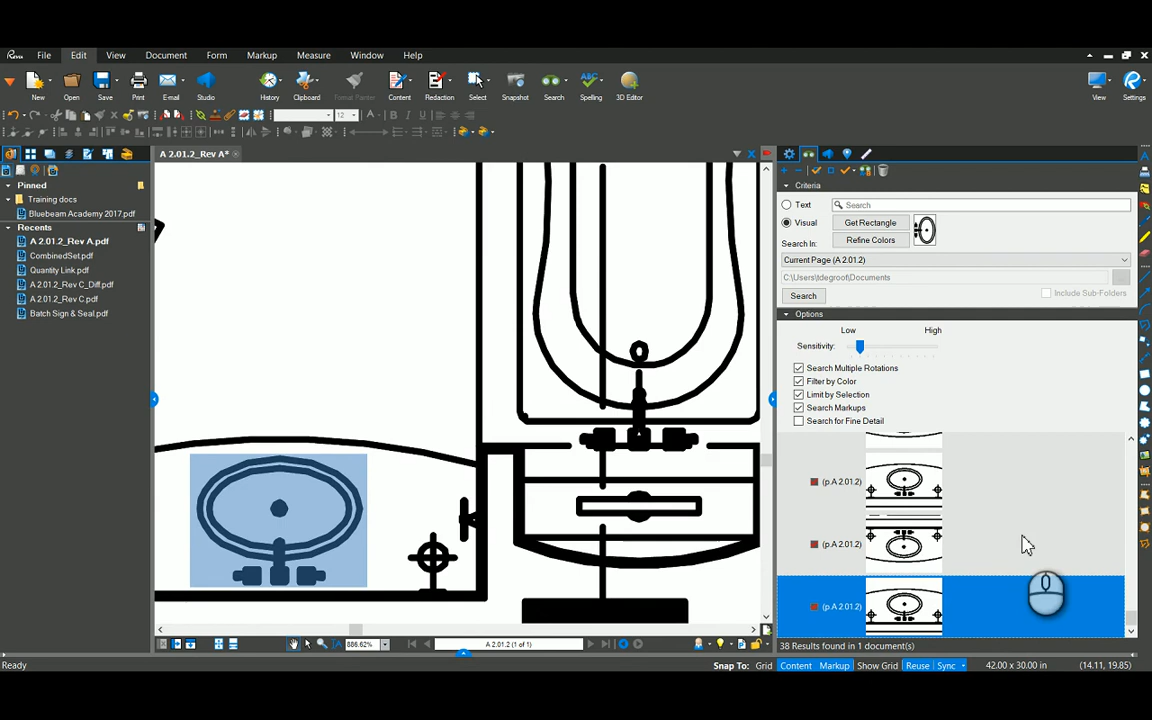 Revu File Edit View Document Form Markup Measure Window Help
New Open Save Print E-mail Studio History Clipboard Format Painter Content Redaction Select Snapshot Search Spelling 3D Editor View Settings
12 A B I
A 2.01.2_Rev A*
Pinned
Training docs
Bluebeam Academy 2017.pdf
Recents
A 2.01.2_Rev A.pdf
CombinedSet.pdf
Quantity Link.pdf
A 2.01.2_Rev C_Diff.pdf
A 2.01.2_Rev C.pdf
Batch Sign & Seal.pdf
Criteria
Text Search
Visual Get Rectangle
Search In: Refine Colors
Current Page (A 2.01.2)
C:\Users\tdegroot\Documents
Search Include Sub-Folders
Options
Low High
Sensitivity:
Search Multiple Rotations
Filter by Color
Limit by Selection
Search Markups
Search for Fine Detail
(p.A 2.01.2)
(p.A 2.01.2)
(p.A 2.01.2)
886.62% A 2.01.2 (1 of 1) 38 Results found in 1 document(s)
Ready Snap To: Grid Content Markup Show Grid Reuse Sync 42.00 x 30.00 in (14.11, 19.85)